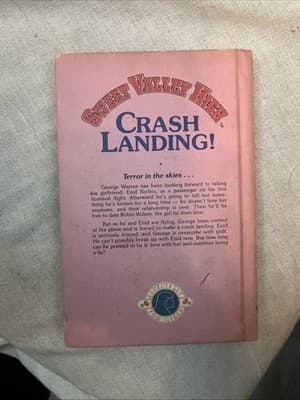 SWEET VALLEY HIGH
CRASH
LANDING!
Terror in the skies . . .
George Warren has been looking forward to taking
his girlfriend, Enid Rollins, as a passenger on his first
licensed flight. Afterward he's going to tell her some-
thing he's known for a long time — he doesn't love her
anymore, and their relationship is over. Then he'll be
free to date Robin Wilson, the girl he does love.
But as he and Enid are flying, George loses control
of the plane and is forced to make a crash landing. Enid
is seriously injured, and George is overcome with guilt.
He can't possibly break up with Enid now. But how long
can he pretend to be in love with her and continue living
a lie?